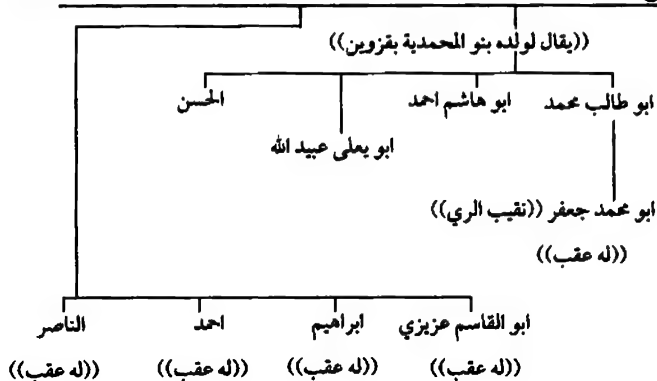 ((يقال لولده بنو المحمدية بقزوين))
ابو طالب محمد ابو هاشم احمد الحسن
ابو يعلى عبيد الله
ابو محمد جعفر ((نقيب الري))
((له عقب))
ابو القاسم عزيزي ابراهيم احمد الناصر
((له عقب)) ((له عقب)) ((له عقب)) ((له عقب))